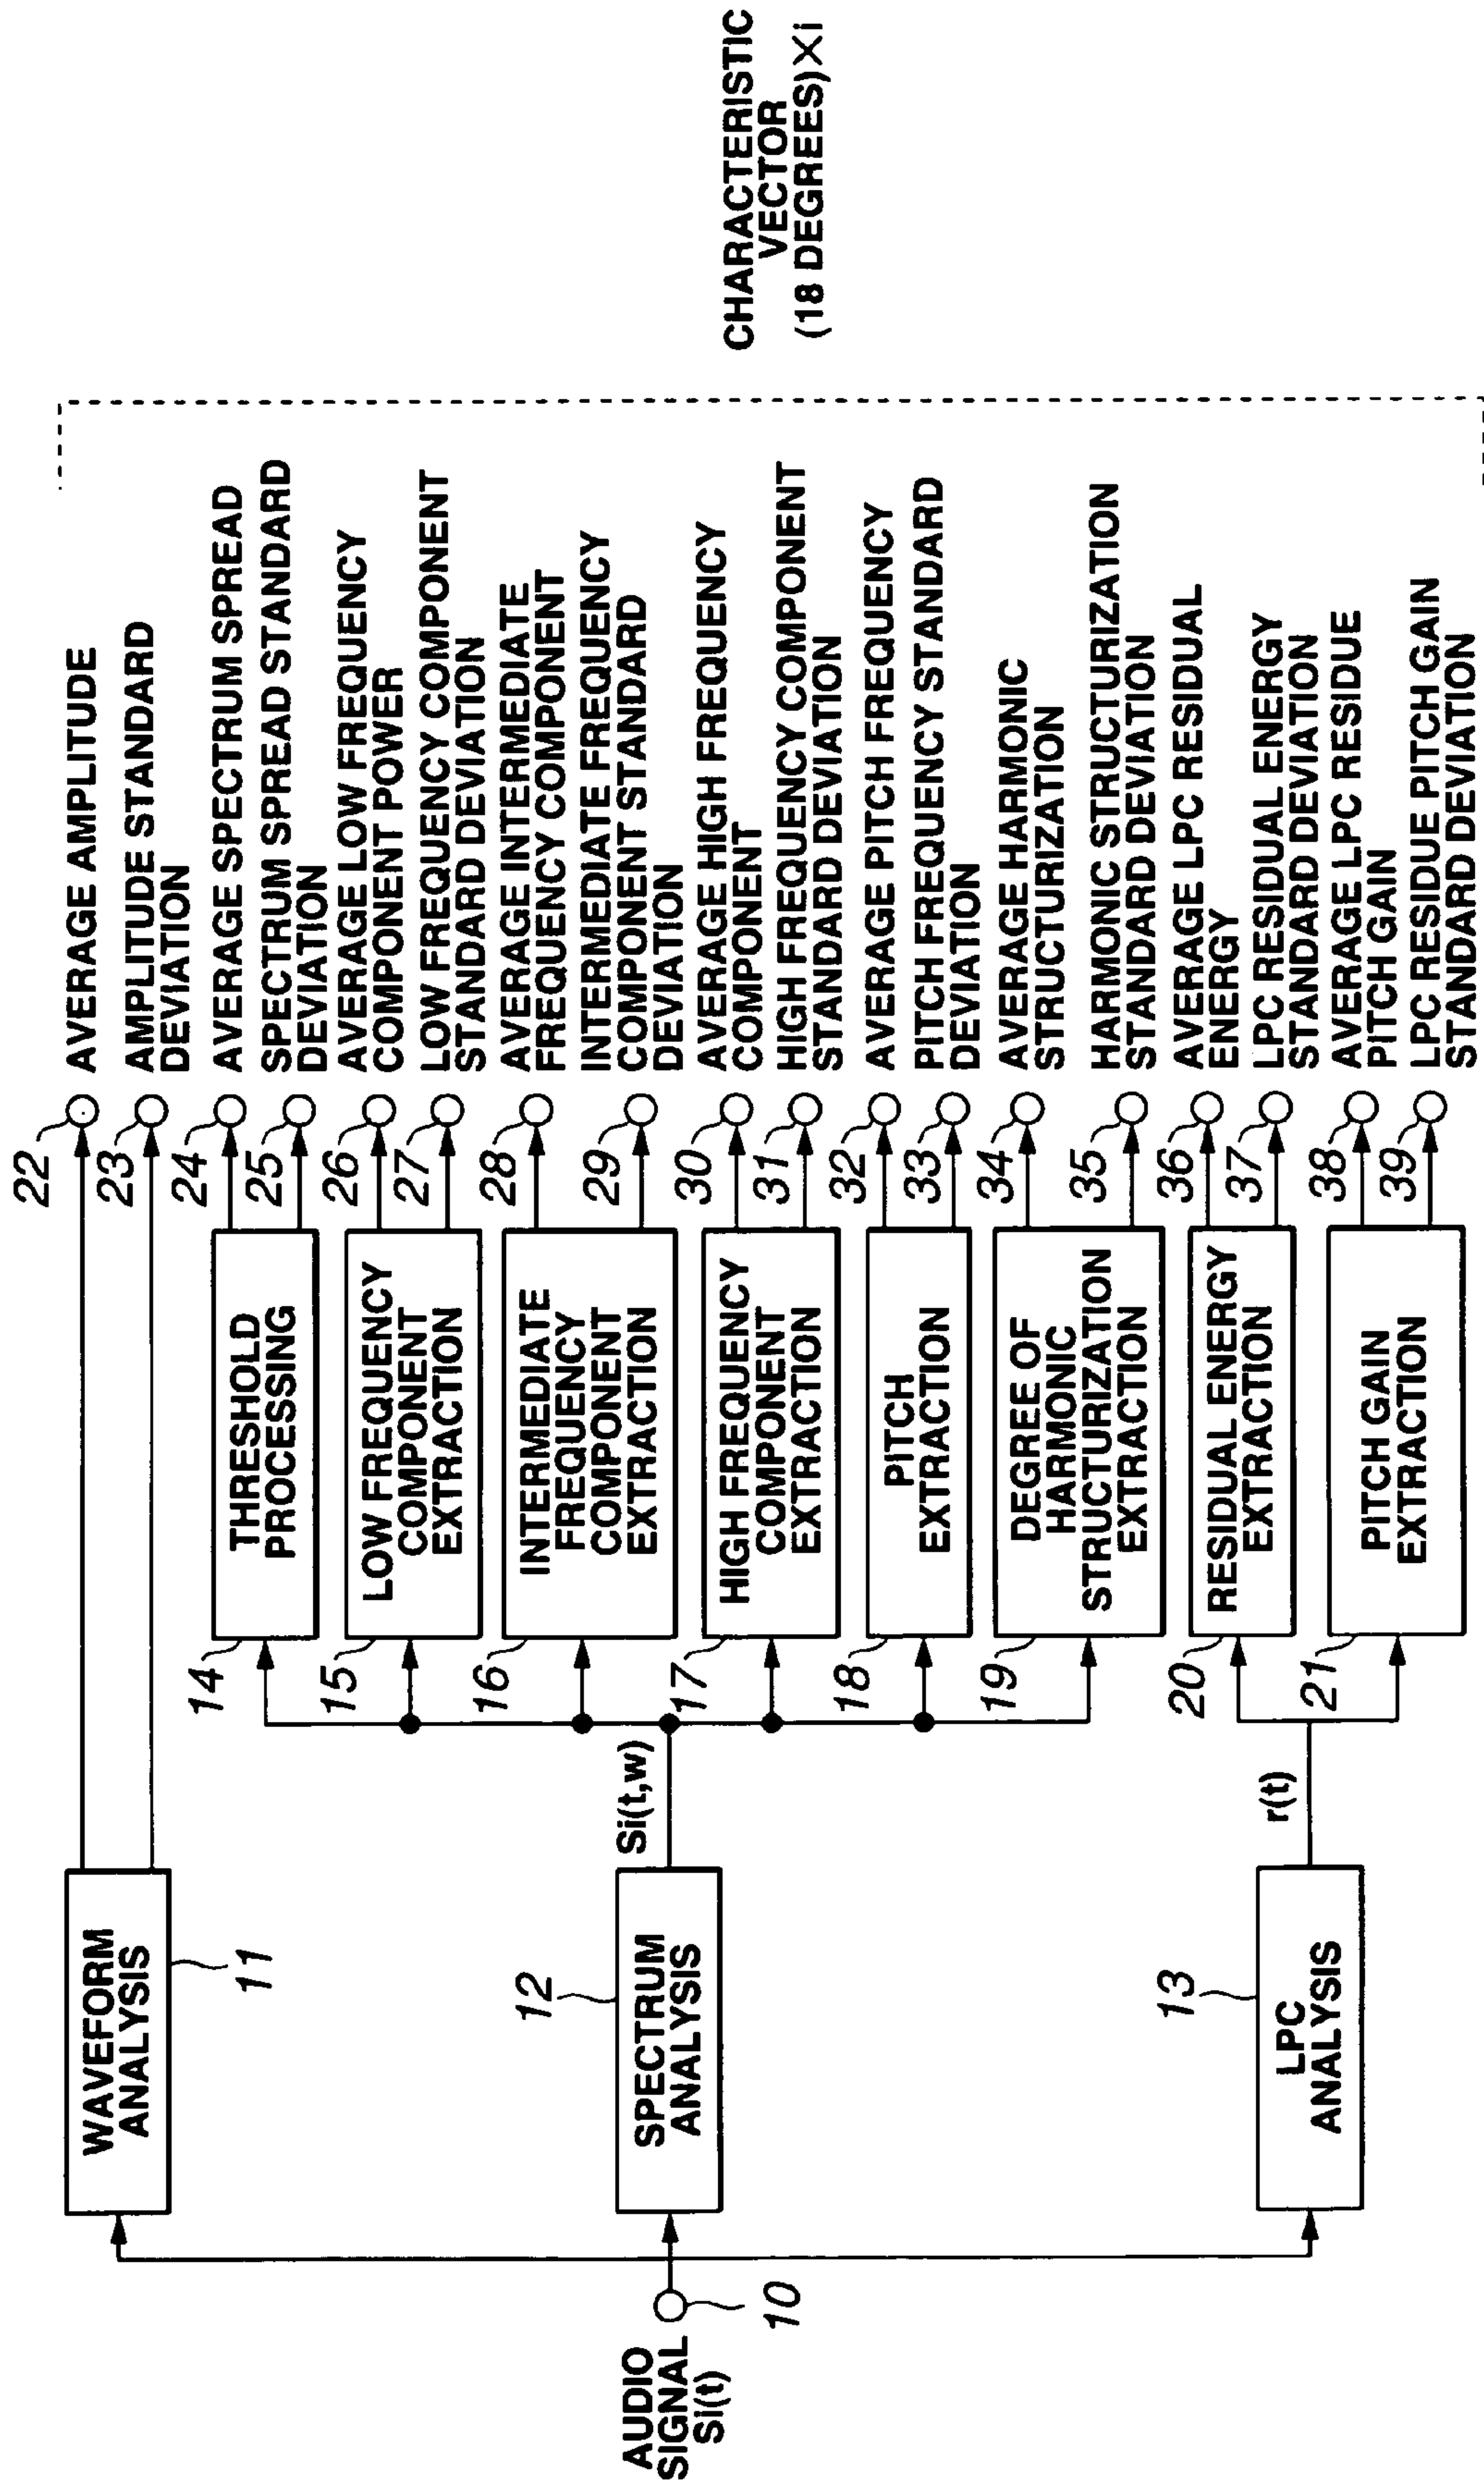 AUDIO
SIGNAL
Si(t)
10
WAVEFORM
ANALYSIS
11
SPECTRUM
ANALYSIS
12
LPC
ANALYSIS
13
Si(t,w)
r(t)
THRESHOLD
PROCESSING
14
LOW FREQUENCY
COMPONENT
EXTRACTION
15
INTERMEDIATE
FREQUENCY
COMPONENT
EXTRACTION
16
HIGH FREQUENCY
COMPONENT
EXTRACTION
17
PITCH
EXTRACTION
18
DEGREE OF
HARMONIC
STRUCTURIZATION
EXTRACTION
19
RESIDUAL ENERGY
EXTRACTION
20
PITCH GAIN
EXTRACTION
21
22
AVERAGE AMPLITUDE
23
AMPLITUDE STANDARD
DEVIATION
24
AVERAGE SPECTRUM SPREAD
25
SPECTRUM SPREAD STANDARD
DEVIATION
26
AVERAGE LOW FREQUENCY
COMPONENT POWER
27
LOW FREQUENCY COMPONENT
STANDARD DEVIATION
28
AVERAGE INTERMEDIATE
FREQUENCY COMPONENT
29
INTERMEDIATE FREQUENCY
COMPONENT STANDARD
DEVIATION
30
AVERAGE HIGH FREQUENCY
COMPONENT
31
HIGH FREQUENCY COMPONENT
STANDARD DEVIATION
32
AVERAGE PITCH FREQUENCY
33
PITCH FREQUENCY STANDARD
DEVIATION
34
AVERAGE HARMONIC
STRUCTURIZATION
35
HARMONIC STRUCTURIZATION
STANDARD DEVIATION
36
AVERAGE LPC RESIDUAL
ENERGY
37
LPC RESIDUAL ENERGY
STANDARD DEVIATION
38
AVERAGE LPC RESIDUE
PITCH GAIN
39
LPC RESIDUE PITCH GAIN
STANDARD DEVIATION
CHARACTERISTIC
VECTOR
(18 DEGREES)×i